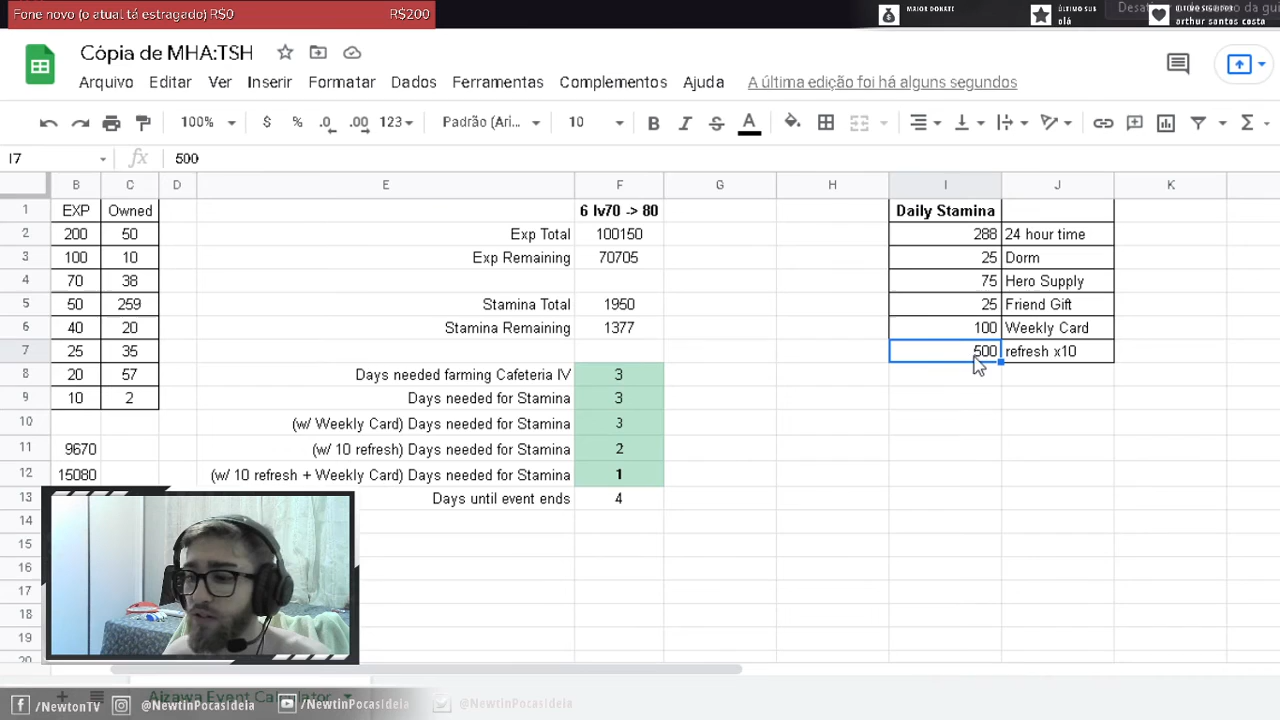 Fone novo (o atual tá estragado) R$0 R$200
MAIOR DONATE
ÚLTIMO SUB
olá
arthur santos costa
Cópia de MHA:TSH
Arquivo Editar Ver Inserir Formatar Dados Ferramentas Complementos Ajuda A última edição foi há alguns segundos
100% $ % .0 .00 123 Padrão (Ari... 10 B I S A Σ
I7 fx 500
B C D E F G H I J K
1 EXP Owned 6 lv70 -> 80 Daily Stamina
2 200 50 Exp Total 100150 288 24 hour time
3 100 10 Exp Remaining 70705 25 Dorm
4 70 38 75 Hero Supply
5 50 259 Stamina Total 1950 25 Friend Gift
6 40 20 Stamina Remaining 1377 100 Weekly Card
7 25 35 500 refresh x10
8 20 57 Days needed farming Cafeteria IV 3
9 10 2 Days needed for Stamina 3
10 (w/ Weekly Card) Days needed for Stamina 3
11 9670 (w/ 10 refresh) Days needed for Stamina 2
12 15080 (w/ 10 refresh + Weekly Card) Days needed for Stamina 1
13 Days until event ends 4
14
15
16
17
18
19
20
Aizawa Event Calculator
/NewtonTV @NewtinPocasIdeia /NewtinPocasIdeia @NewtinPocasIdeia